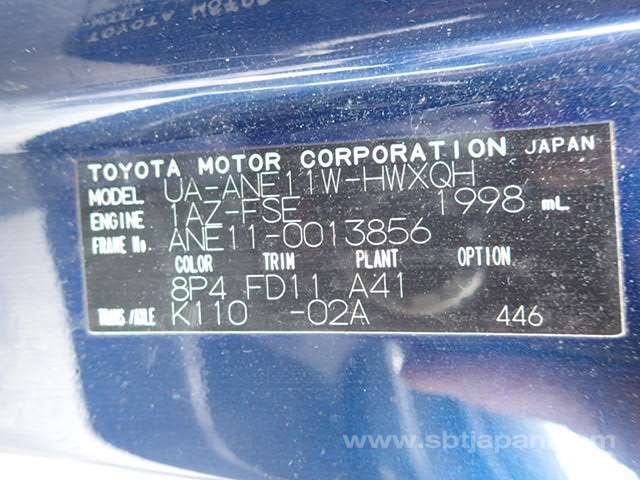 TOYOTA MOTOR CORPORATION JAPAN
MODEL UA-ANE11W-HWXQH
ENGINE 1AZ-FSE 1998 mL
FRAME No. ANE11-0013856
COLOR TRIM PLANT OPTION
8P4 FD11 A41
TRANS/AXLE K110 -02A 446
www.sbtjapan.com